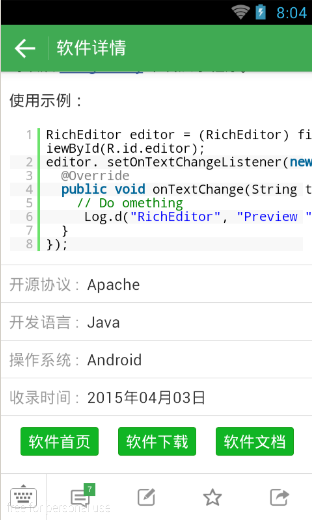 8:04
软件详情
使用示例：
1 RichEditor editor = (RichEditor) fi
iewById(R.id.editor);
2 editor. setOnTextChangeListener(new
3 @Override
4 public void onTextChange(String t
5 // Do omething
6 Log.d("RichEditor", "Preview "
7 }
8 });
开源协议： Apache
开发语言： Java
操作系统： Android
收录时间： 2015年04月03日
软件首页 软件下载 软件文档
7
free for personal use